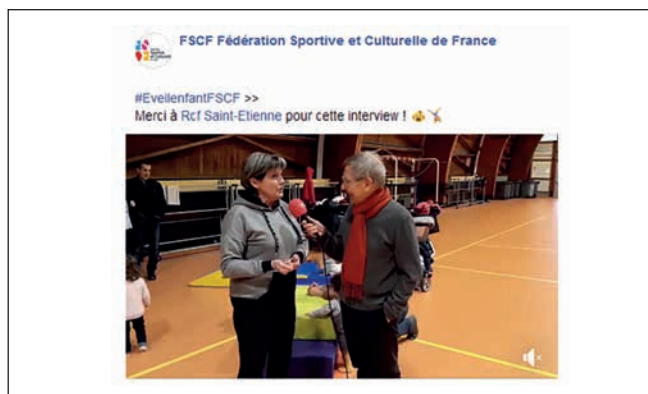 FSCF Fédération Sportive et Culturelle de France
#EveilenfantFSCF >>
Merci à Rcf Saint-Etienne pour cette interview !